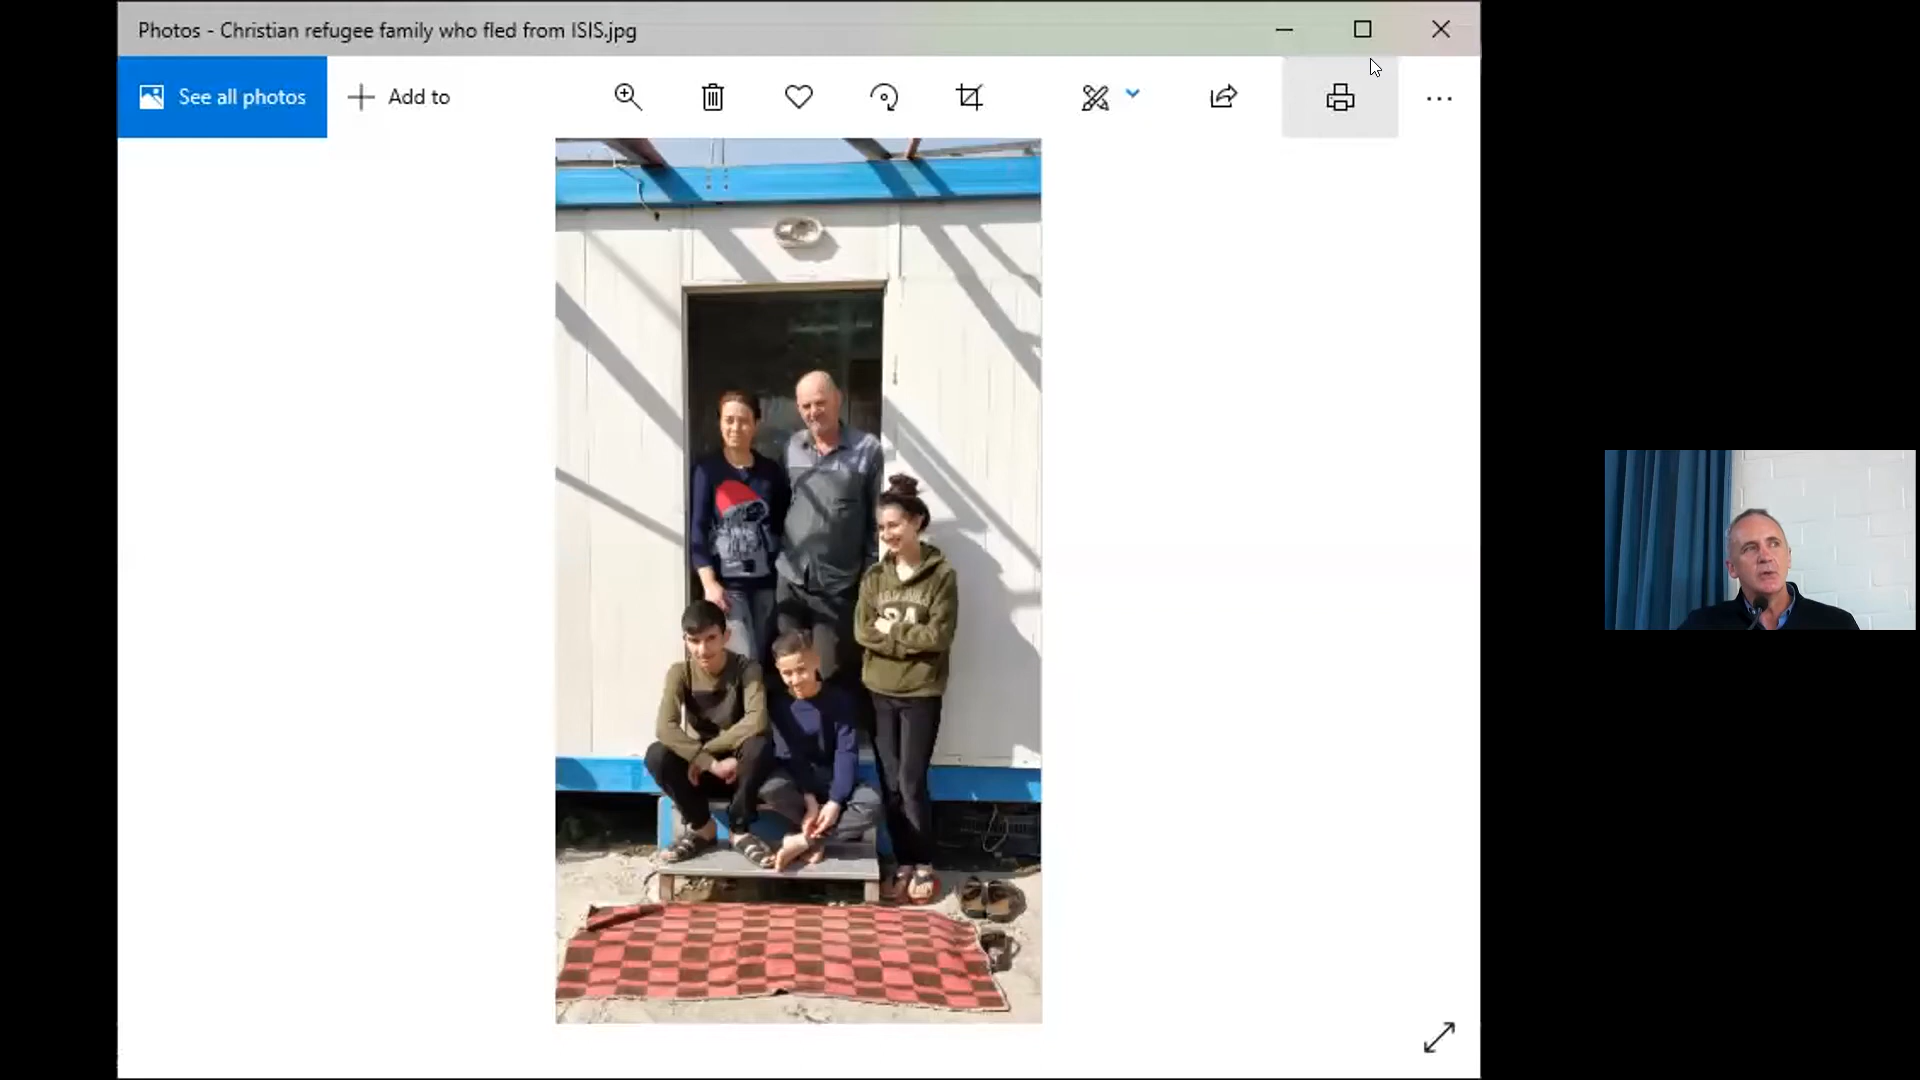 Photos - Christian refugee family who fled from ISIS.jpg
See all photos
Add to